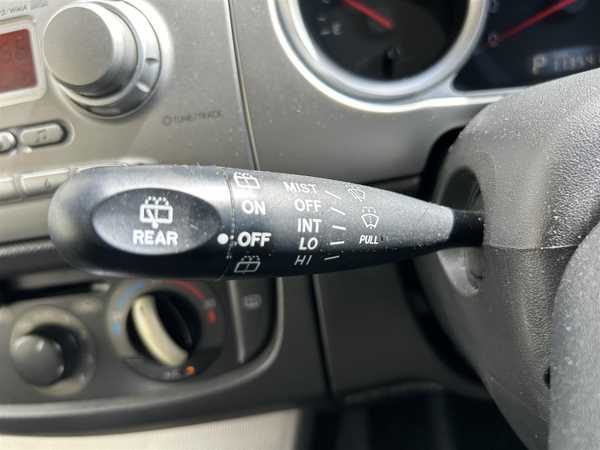 REAR
ON
OFF
MIST
OFF
INT
LO
HI
PULL
TUNE/TRACK
P